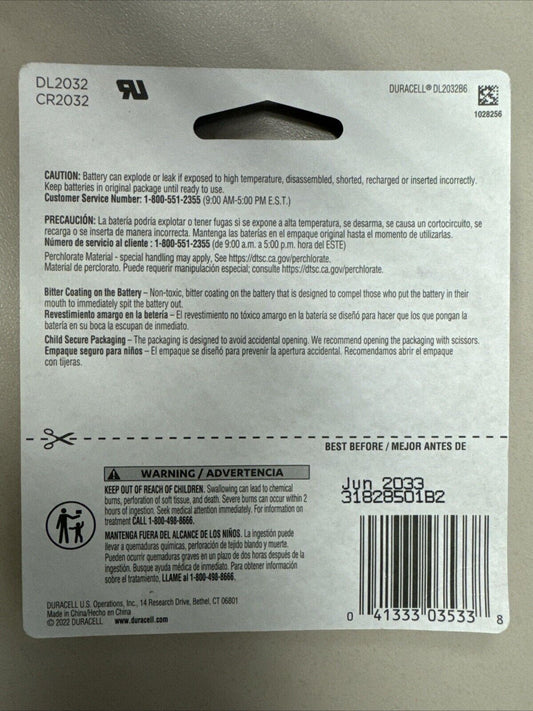 DL2032
CR2032
DURACELL® DL2032B6
1028256
CAUTION: Battery can explode or leak if exposed to high temperature, disassembled, shorted, recharged or inserted incorrectly.
Keep batteries in original package until ready to use.
Customer Service Number: 1-800-551-2355 (9:00 AM-5:00 PM E.S.T.)
PRECAUCIÓN: La batería podría explotar o tener fugas si se expone a alta temperatura, se desarma, se causa un cortocircuito, se
recarga o se inserta de manera incorrecta. Mantenga las baterías en el empaque original hasta el momento de utilizarlas.
Número de servicio al cliente : 1-800-551-2355 (de 9:00 a.m. a 5:00 p.m. hora del ESTE)
Perchlorate Material - special handling may apply, See https://dtsc.ca.gov/perchlorate.
Material de perclorato. Puede requerir manipulación especial; consulte https://dtsc.ca.gov/perchlorate.
Bitter Coating on the Battery – Non-toxic, bitter coating on the battery that is designed to compel those who put the battery in their
mouth to immediately spit the battery out.
Revestimiento amargo en la batería – El revestimiento no tóxico amargo en la batería se diseñó para hacer que los que pongan la
batería en su boca la escupan de inmediato.
Child Secure Packaging – The packaging is designed to avoid accidental opening. We recommend opening the packaging with scissors.
Empaque seguro para niños – El empaque se diseñó para prevenir la apertura accidental. Recomendamos abrir el empaque
con tijeras.
BEST BEFORE / MEJOR ANTES DE
Jun 2033
31828501B2
WARNING / ADVERTENCIA
KEEP OUT OF REACH OF CHILDREN. Swallowing can lead to chemical
burns, perforation of soft tissue, and death. Severe burns can occur within 2
hours of ingestion. Seek medical attention immediately. For information on
treatment CALL 1-800-498-8666.
MANTENGA FUERA DEL ALCANCE DE LOS NIÑOS. La ingestión puede
llevar a quemaduras químicas, perforación de tejido blando y muerte.
Pueden ocurrir quemaduras graves en un plazo de dos horas después de la
ingestión. Busque ayuda médica de inmediato. Para obtener información
sobre el tratamiento, LLAME al 1-800-498-8666.
DURACELL U.S. Operations, Inc., 14 Research Drive, Bethel, CT 06801
Made in China/Hecho en China
© 2022 DURACELL www.duracell.com
0 41333 03533 8